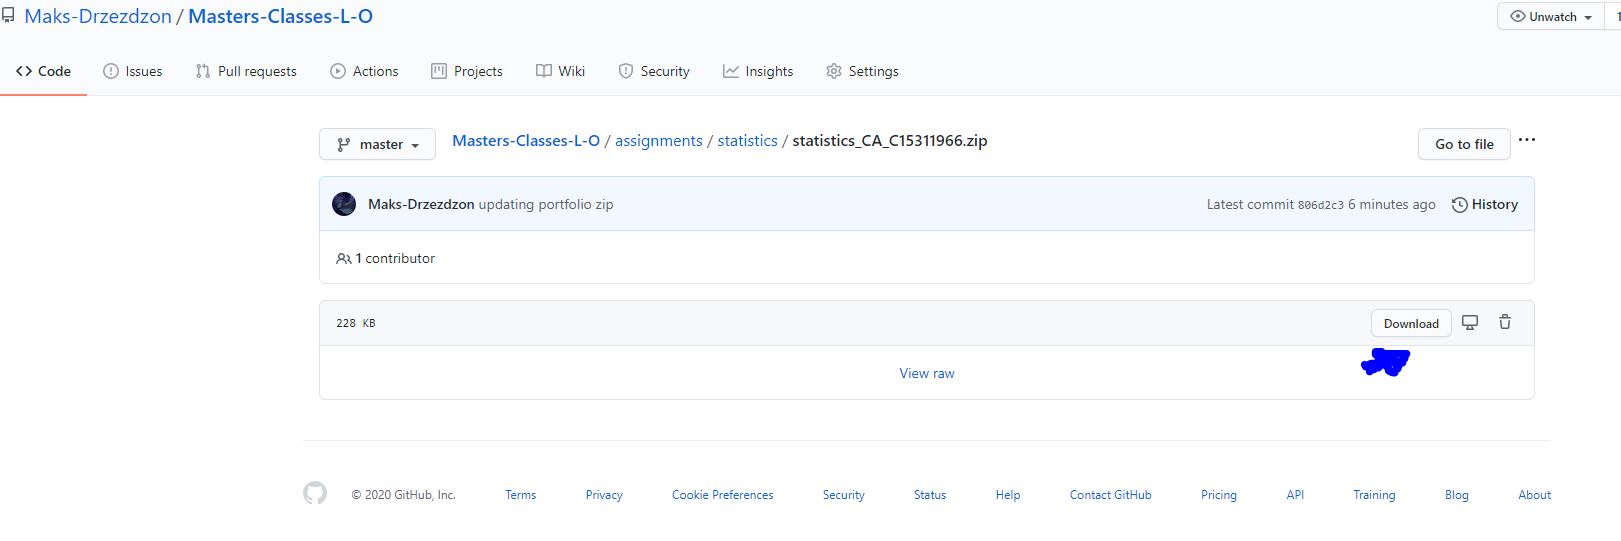 Maks-Drzezdzon / Masters-Classes-L-O
Unwatch
Code Issues Pull requests Actions Projects Wiki Security Insights Settings
master Masters-Classes-L-O / assignments / statistics / statistics_CA_C15311966.zip Go to file ...
Maks-Drzezdzon updating portfolio zip Latest commit 806d2c3 6 minutes ago History
1 contributor
228 KB Download
View raw
© 2020 GitHub, Inc. Terms Privacy Cookie Preferences Security Status Help Contact GitHub Pricing API Training Blog About